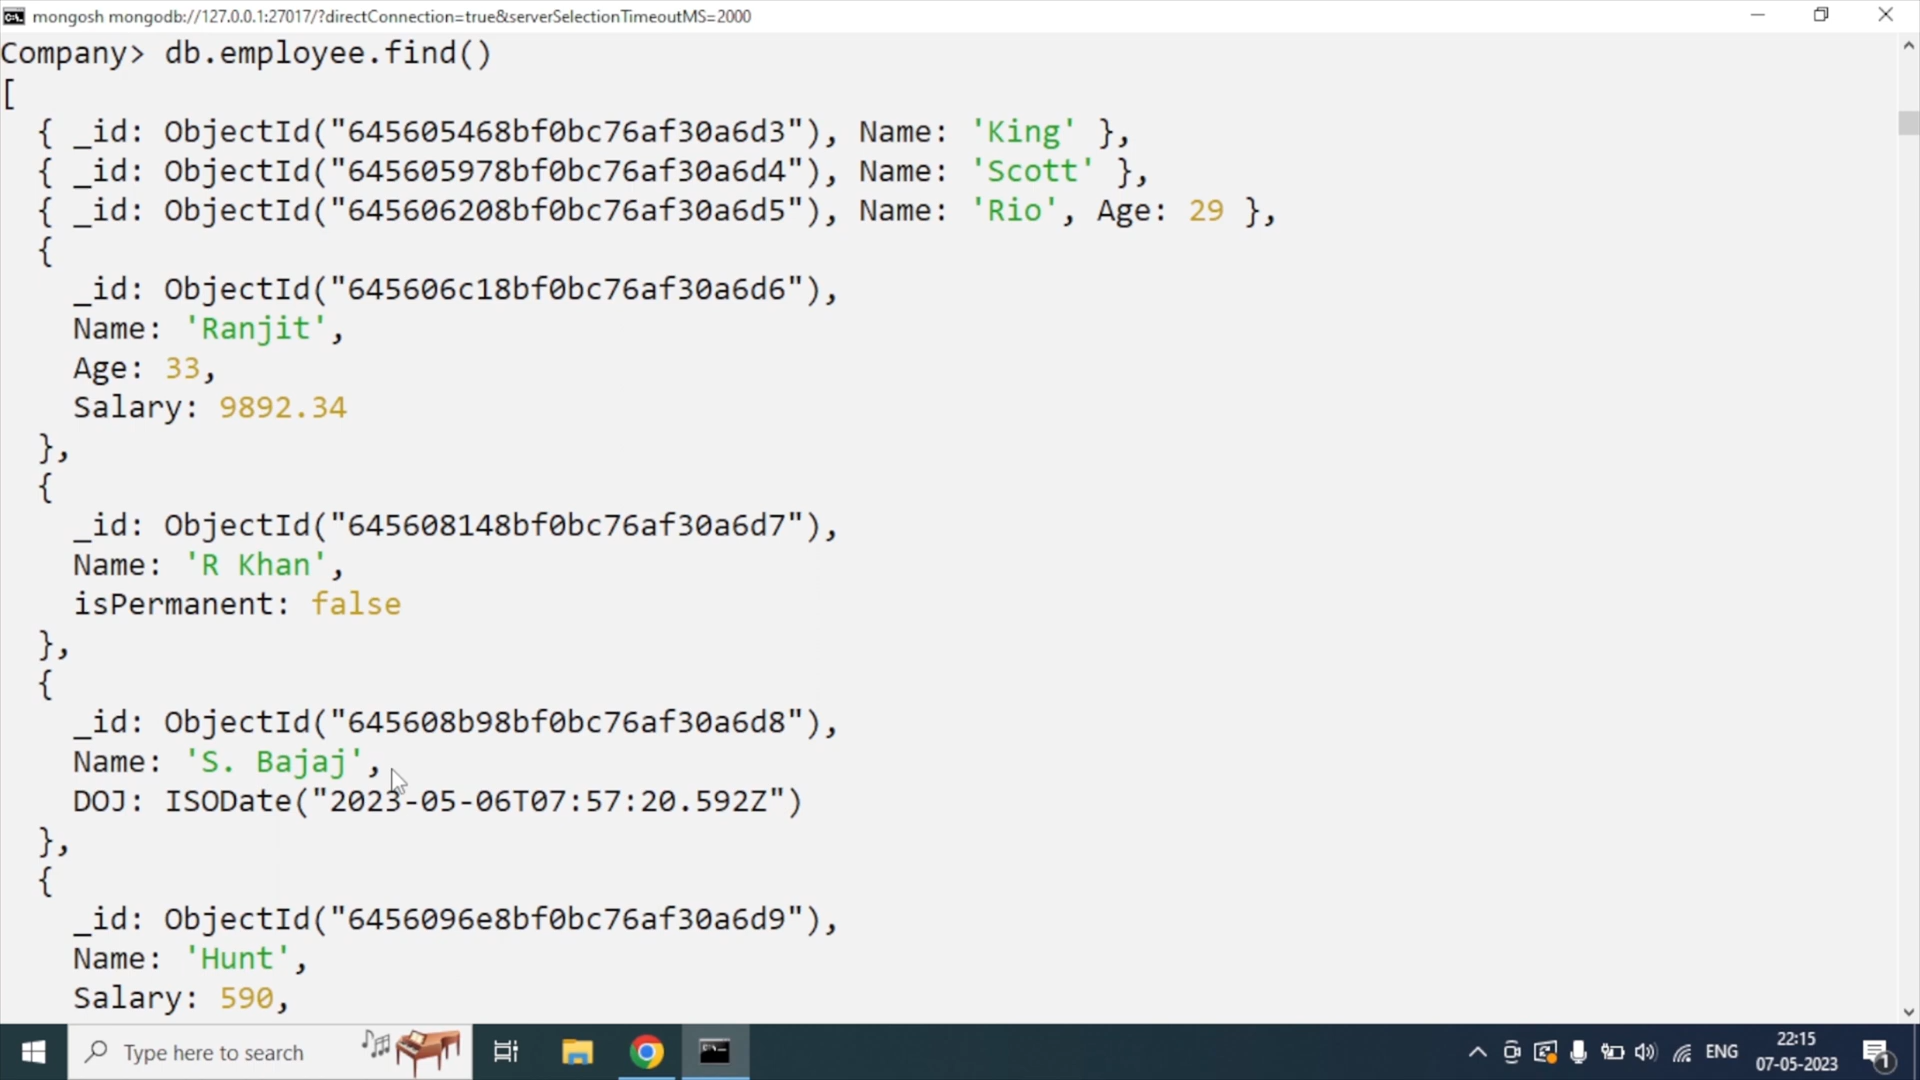 mongosh mongodb://127.0.0.1:27017/?directConnection=true&serverSelectionTimeoutMS=2000
Company> db.employee.find()
[
{ _id: ObjectId("645605468bf0bc76af30a6d3"), Name: 'King' },
{ _id: ObjectId("645605978bf0bc76af30a6d4"), Name: 'Scott' },
{ _id: ObjectId("645606208bf0bc76af30a6d5"), Name: 'Rio', Age: 29 },
{
_id: ObjectId("645606c18bf0bc76af30a6d6"),
Name: 'Ranjit',
Age: 33,
Salary: 9892.34
},
{
_id: ObjectId("645608148bf0bc76af30a6d7"),
Name: 'R Khan',
isPermanent: false
},
{
_id: ObjectId("645608b98bf0bc76af30a6d8"),
Name: 'S. Bajaj',
DOJ: ISODate("2023-05-06T07:57:20.592Z")
},
{
_id: ObjectId("6456096e8bf0bc76af30a6d9"),
Name: 'Hunt',
Salary: 590,
Type here to search
ENG
22:15
07-05-2023
1